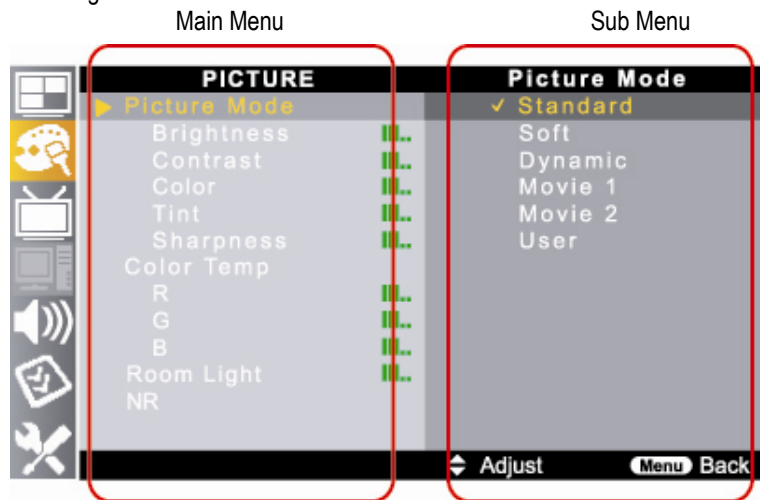 Main Menu
Sub Menu
PICTURE
Picture Mode
Brightness
Contrast
Color
Tint
Sharpness
Color Temp
R
G
B
Room Light
NR
Picture Mode
Standard
Soft
Dynamic
Movie 1
Movie 2
User
Adjust
Menu Back